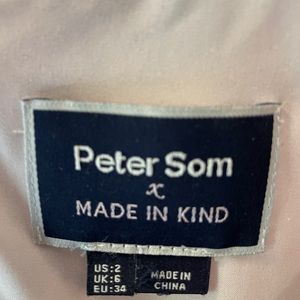 Peter Som
x
MADE IN KIND
US:2
UK:6
EU:34
MADE IN
CHINA